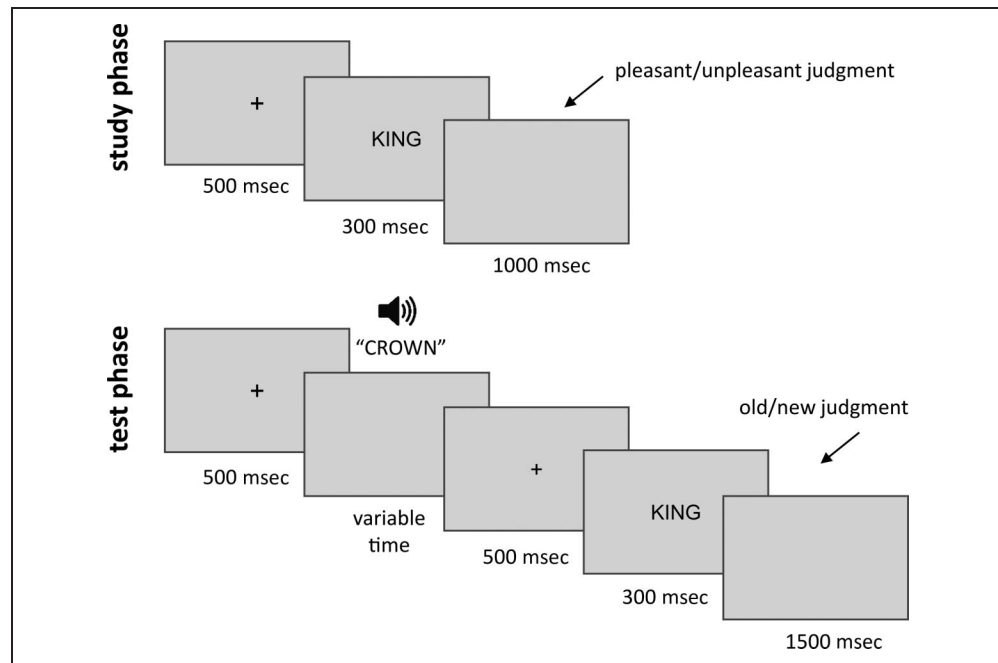 study phase
+
500 msec
KING
300 msec
pleasant/unpleasant judgment
1000 msec
test phase
+
500 msec
“CROWN”
variable
time
+
500 msec
KING
300 msec
old/new judgment
1500 msec